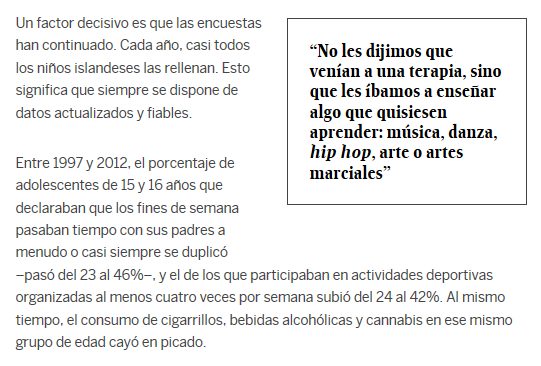 Un factor decisivo es que las encuestas
han continuado. Cada año, casi todos
los niños islandeses las rellenan. Esto
significa que siempre se dispone de
datos actualizados y fiables.
“No les dijimos que
venían a una terapia, sino
que les íbamos a enseñar
algo que quisiesen
aprender: música, danza,
hip hop, arte o artes
marciales”
Entre 1997 y 2012, el porcentaje de
adolescentes de 15 y 16 años que
declaraban que los fines de semana
pasaban tiempo con sus padres a
menudo o casi siempre se duplicó
–pasó del 23 al 46%–, y el de los que participaban en actividades deportivas
organizadas al menos cuatro veces por semana subió del 24 al 42%. Al mismo
tiempo, el consumo de cigarrillos, bebidas alcohólicas y cannabis en ese mismo
grupo de edad cayó en picado.